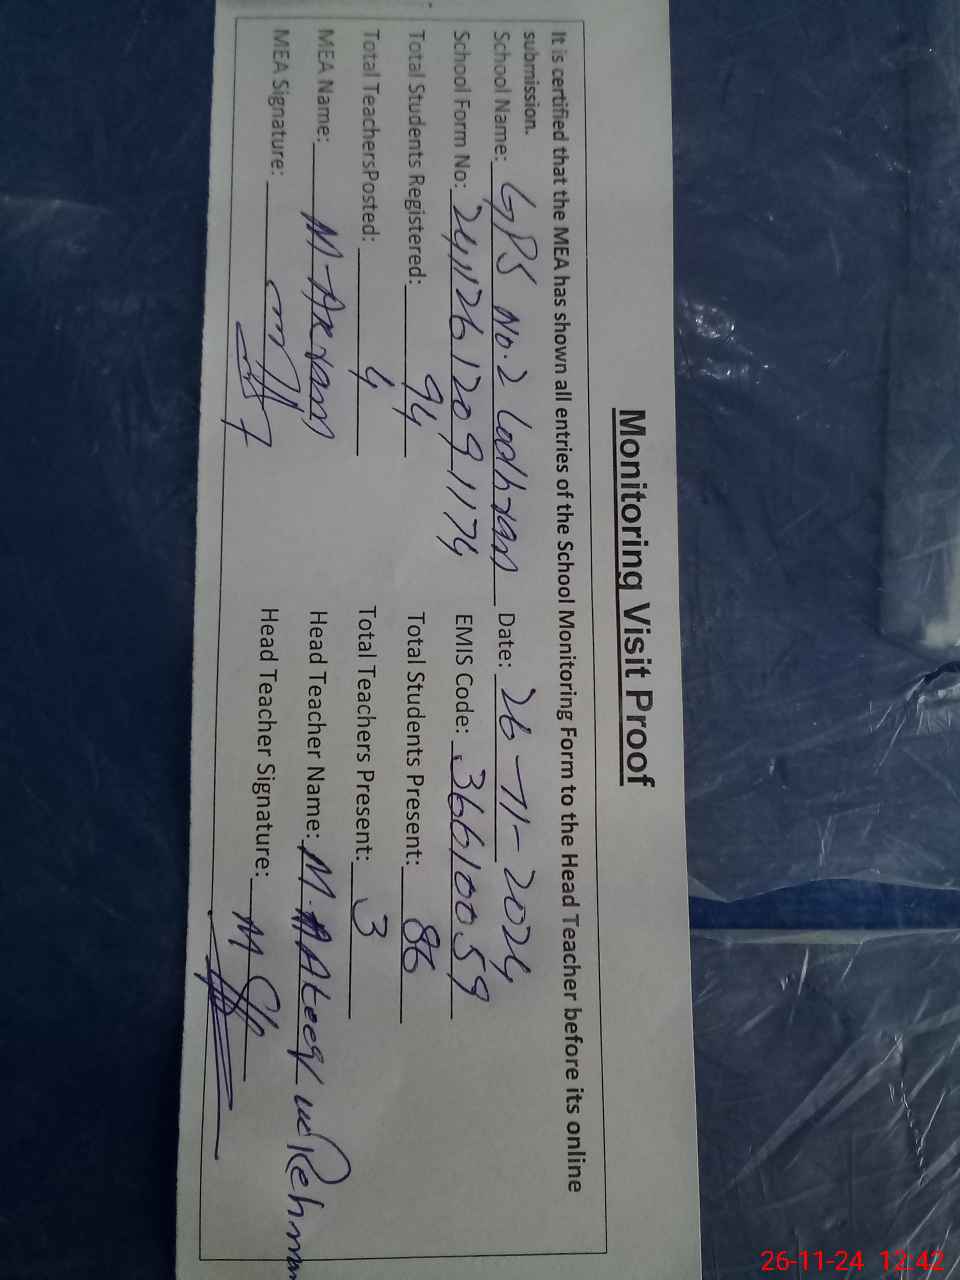 Monitoring Visit Proof
It is certified that the MEA has shown all entries of the School Monitoring Form to the Head Teacher before its online
submission.
School Name: GPS No. 2 Lodhran Date: 26-11-2024
School Form No: 24112612091174 EMIS Code: 36610059
Total Students Registered: 94 Total Students Present: 86
Total TeachersPosted: 4 Total Teachers Present: 3
MEA Name: M-Akram Head Teacher Name: M. Ateeq ur Rehman
MEA Signature: Head Teacher Signature:
26-11-24 12:42